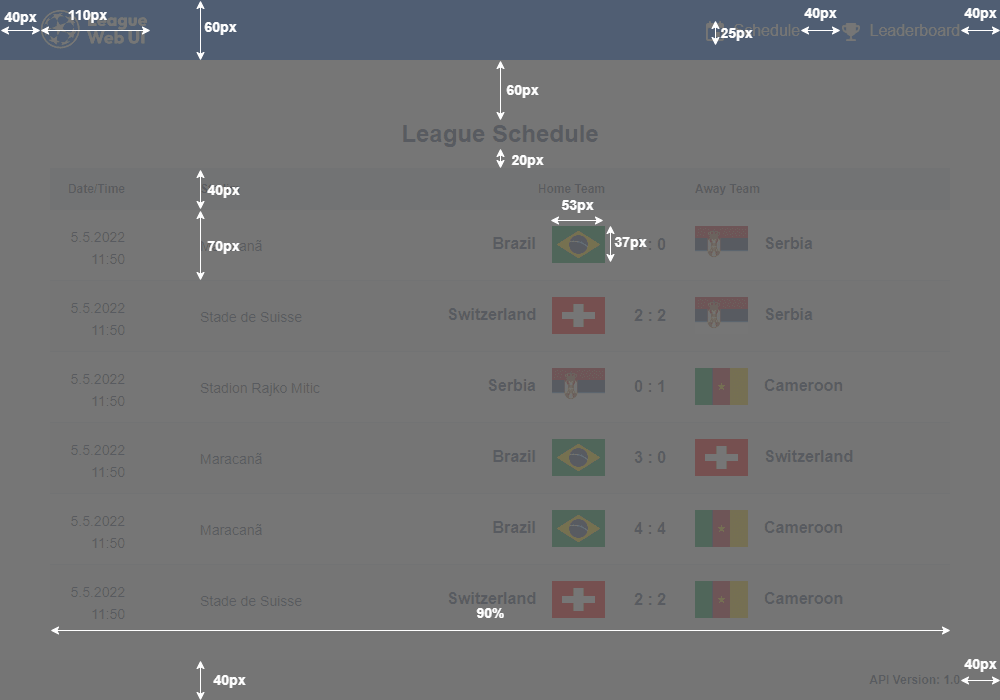 40px 110px League Web UI 60px 25px Schedule 40px Leaderboard 40px
60px
League Schedule
20px
Date/Time 40px Home Team Away Team
53px
5.5.2022 11:50 70px Brazil 37px : 0 Serbia
5.5.2022 11:50 Stade de Suisse Switzerland 2 : 2 Serbia
5.5.2022 11:50 Stadion Rajko Mitic Serbia 0 : 1 Cameroon
5.5.2022 11:50 Maracanã Brazil 3 : 0 Switzerland
5.5.2022 11:50 Maracanã Brazil 4 : 4 Cameroon
5.5.2022 11:50 Stade de Suisse Switzerland 2 : 2 Cameroon
90%
40px API Version: 1.0 40px